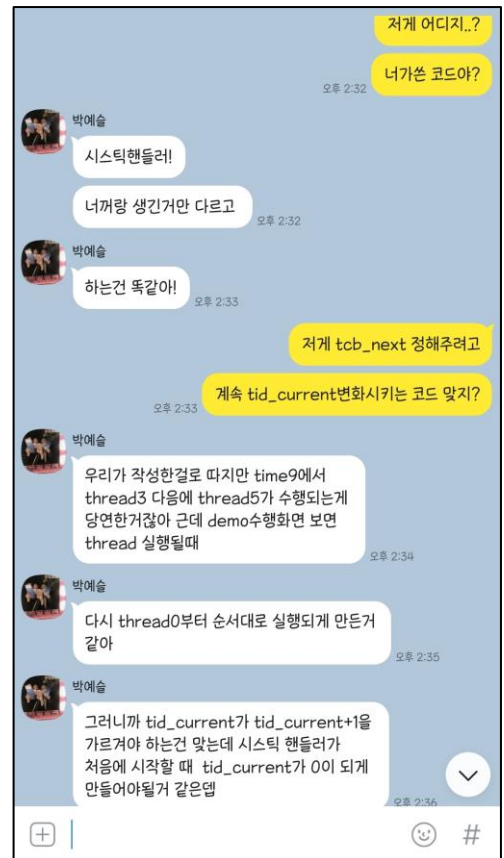 저게 어디지..?
너가쓴 코드야?
오후 2:32
박예슬
시스틱핸들러!
너꺼랑 생긴거만 다르고
오후 2:32
박예슬
하는건 똑같아!
오후 2:33
저게 tcb_next 정해주려고
계속 tid_current변화시키는 코드 맞지?
오후 2:33
박예슬
우리가 작성한걸로 따지만 time9에서
thread3 다음에 thread5가 수행되는게
당연한거잖아 근데 demo수행화면 보면
thread 실행될때
오후 2:34
박예슬
다시 thread0부터 순서대로 실행되게 만든거
같아
오후 2:35
박예슬
그러니까 tid_current가 tid_current+1을
가르겨야 하는건 맞는데 시스틱 핸들러가
처음에 시작할 때 tid_current가 0이 되게
만들어야될거 같은뎁
오후 2:36
#